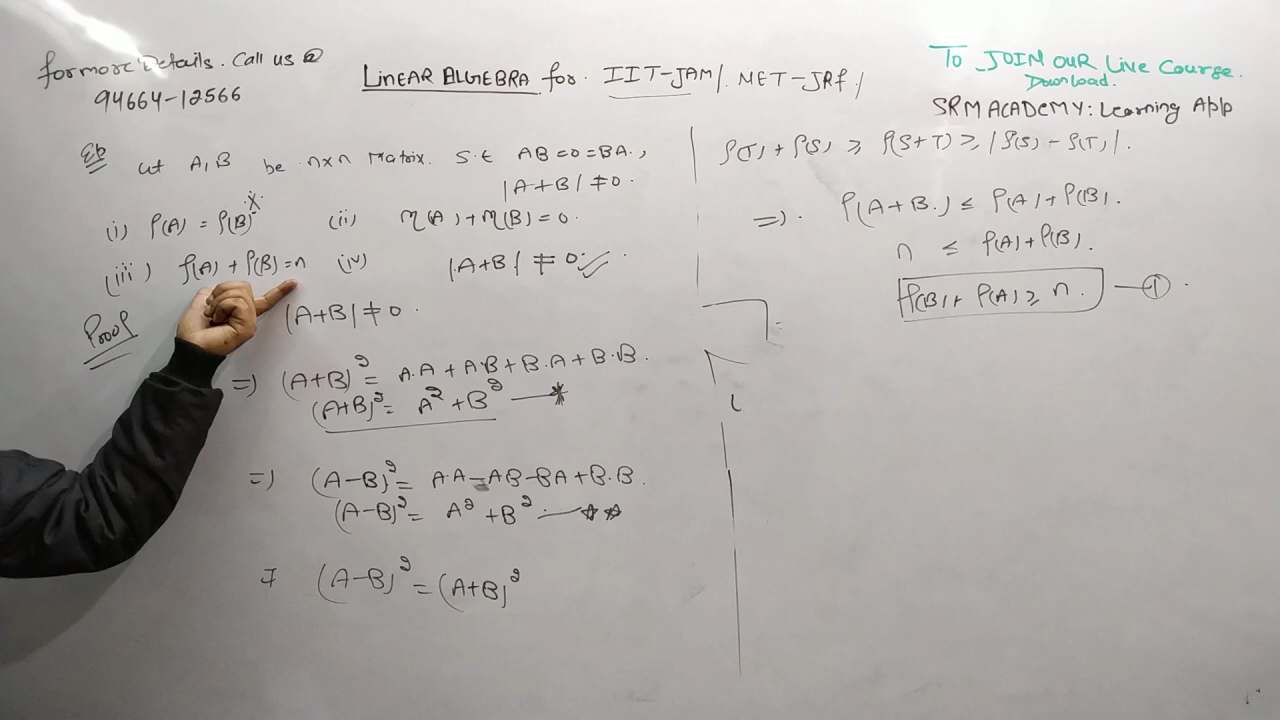 for more Details. Call us @
94664-12566
LINEAR ALGEBRA for IIT-JAM/. NET-JRF/
To JOIN OUR Live Course.
Download.
SRM ACADEMY: Learning App
Let A, B be n×n Matrix. S.t AB=0=BA.,
|A+B| ≠0.
(i) ρ(A) = ρ(B) (ii) η(A)+η(B)=0.
(iii) ρ(A) + ρ(B)=n (iv) |A+B| ≠ 0. ✓
Proof |A+B| ≠ 0.
=) (A+B)² = A.A + A.B + B.A + B.B.
(A+B)² = A² + B² — *
=) (A-B)² = A.A - AB - BA + B.B.
(A-B)² = A² + B² — **
(A-B)² = (A+B)²
ρ(T) + ρ(S) ≥ ρ(S+T) ≥ |ρ(S) - ρ(T)|.
=). ρ(A+B.) ≤ ρ(A) + ρ(B).
n ≤ ρ(A) + ρ(B).
ρ(B) + ρ(A) ≥ n. — ①.